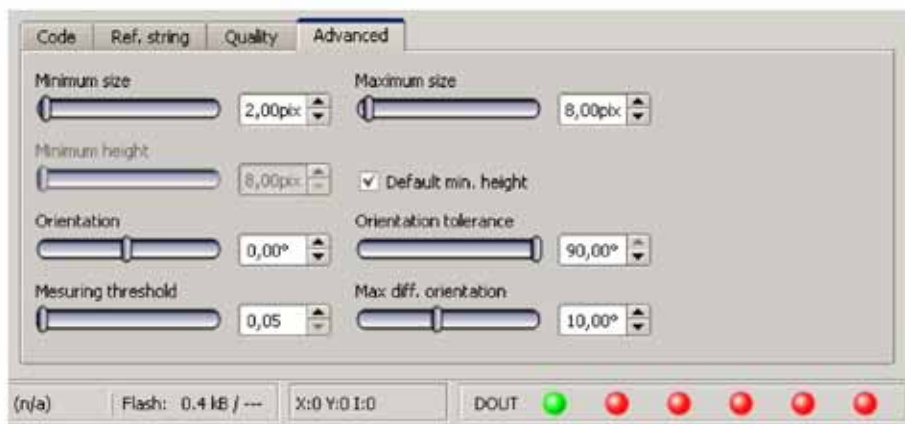 Code Ref. string Quality Advanced
Minimum size Maximum size
2,00pix 8,00pix
Minimum height
8,00pix Default min. height
Orientation Orientation tolerance
0,00° 90,00°
Mesuring threshold Max diff. orientation
0,05 10,00°
(n/a) Flash: 0.4 kB / --- X:0 Y:0 I:0 DOUT